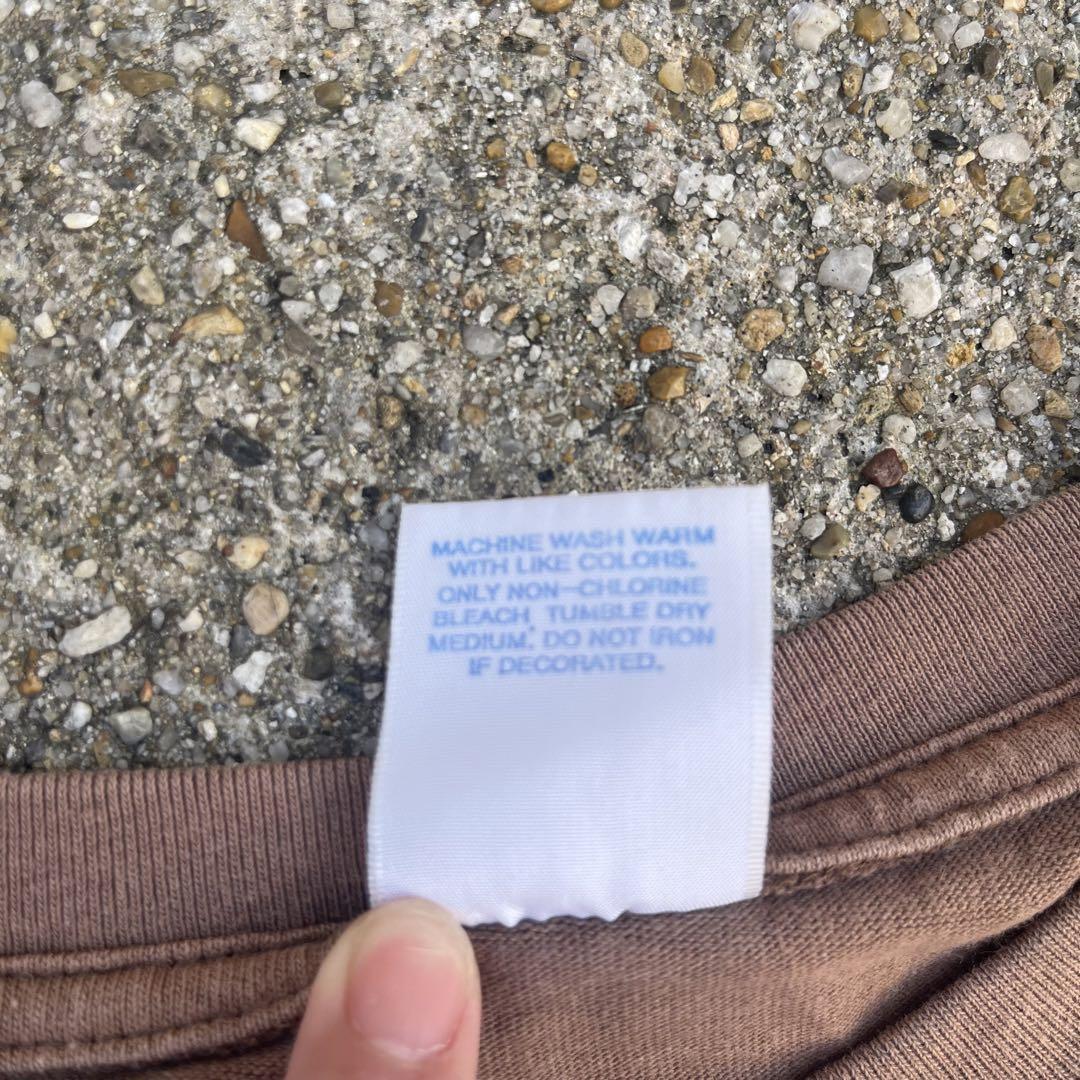 MACHINE WASH WARM
WITH LIKE COLORS.
ONLY NON-CHLORINE
BLEACH, TUMBLE DRY
MEDIUM. DO NOT IRON
IF DECORATED.